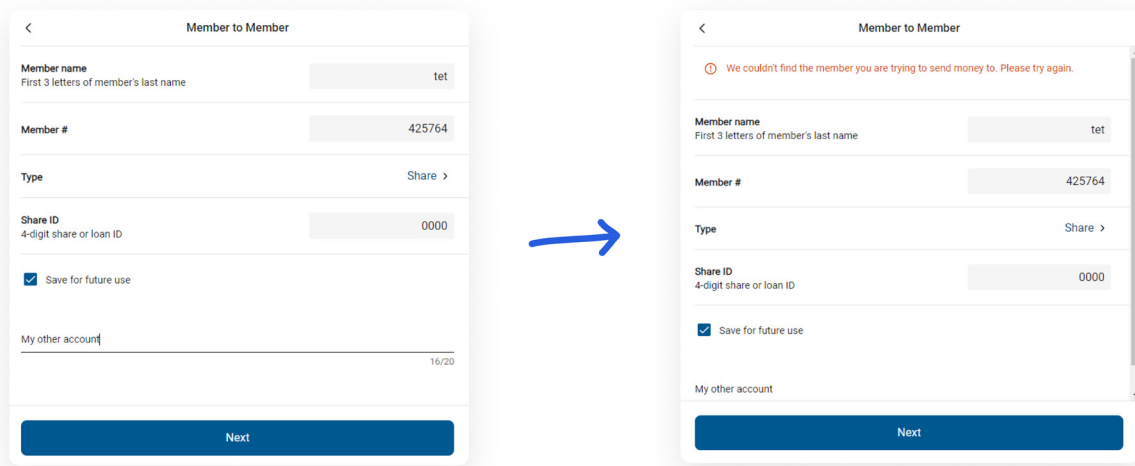 Member to Member
Member name
First 3 letters of member's last name
tet
Member #
425764
Type
Share
Share ID
4-digit share or loan ID
0000
Save for future use
My other account
16/20
Next
Member to Member
We couldn't find the member you are trying to send money to. Please try again.
Member name
First 3 letters of member's last name
tet
Member #
425764
Type
Share
Share ID
4-digit share or loan ID
0000
Save for future use
My other account
Next